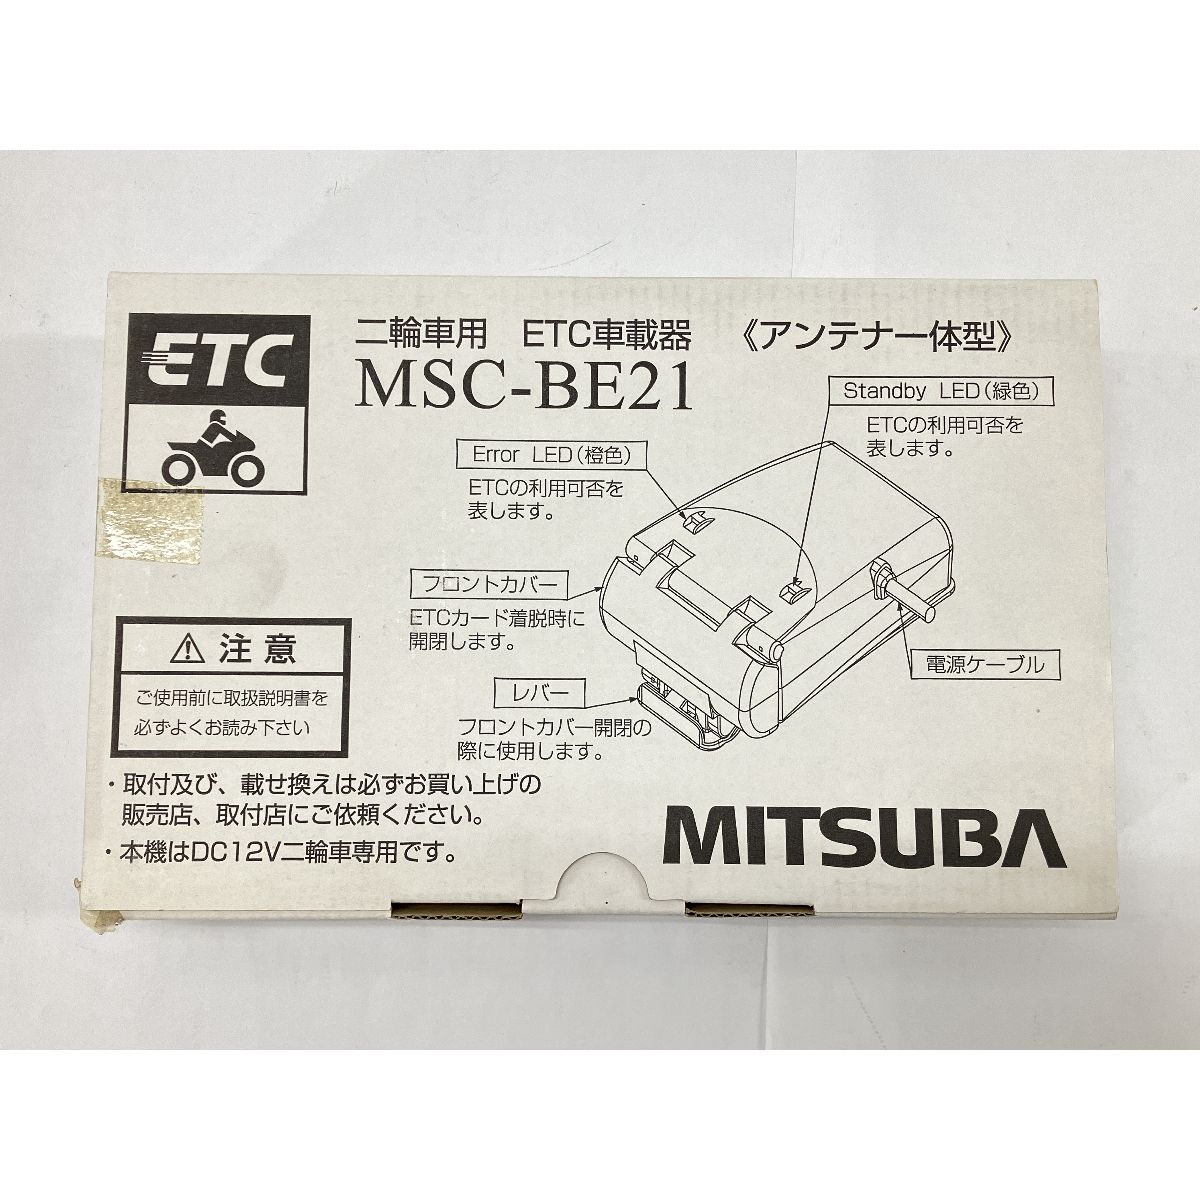 ETC
二輪車用 ETC車載器 《アンテナ一体型》
MSC-BE21
Standby LED(緑色)
ETCの利用可否を
表します。
Error LED(橙色)
ETCの利用可否を
表します。
フロントカバー
ETCカード着脱時に
開閉します。
レバー
フロントカバー開閉の
際に使用します。
電源ケーブル
⚠ 注意
ご使用前に取扱説明書を
必ずよくお読み下さい
・取付及び、載せ換えは必ずお買い上げの
販売店、取付店にご依頼ください。
・本機はDC12V二輪車専用です。
MITSUBA